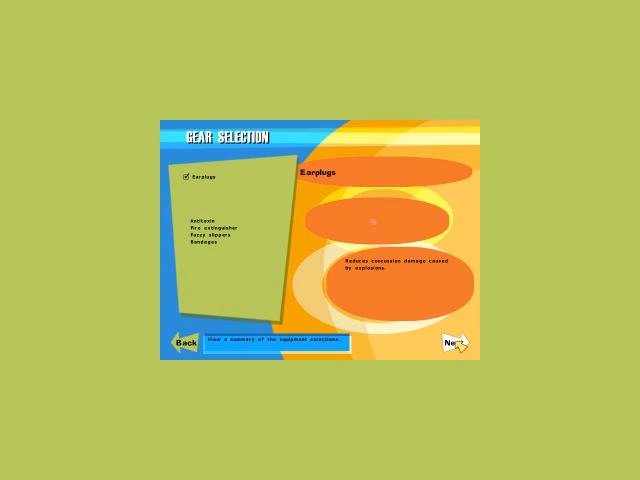 GEAR SELECTION
Earplugs
Earplugs
Antitoxin
Fire extinguisher
Fuzzy slippers
Bandages
Reduces concussion damage caused
by explosions.
Back
View a summary of the equipment selections.